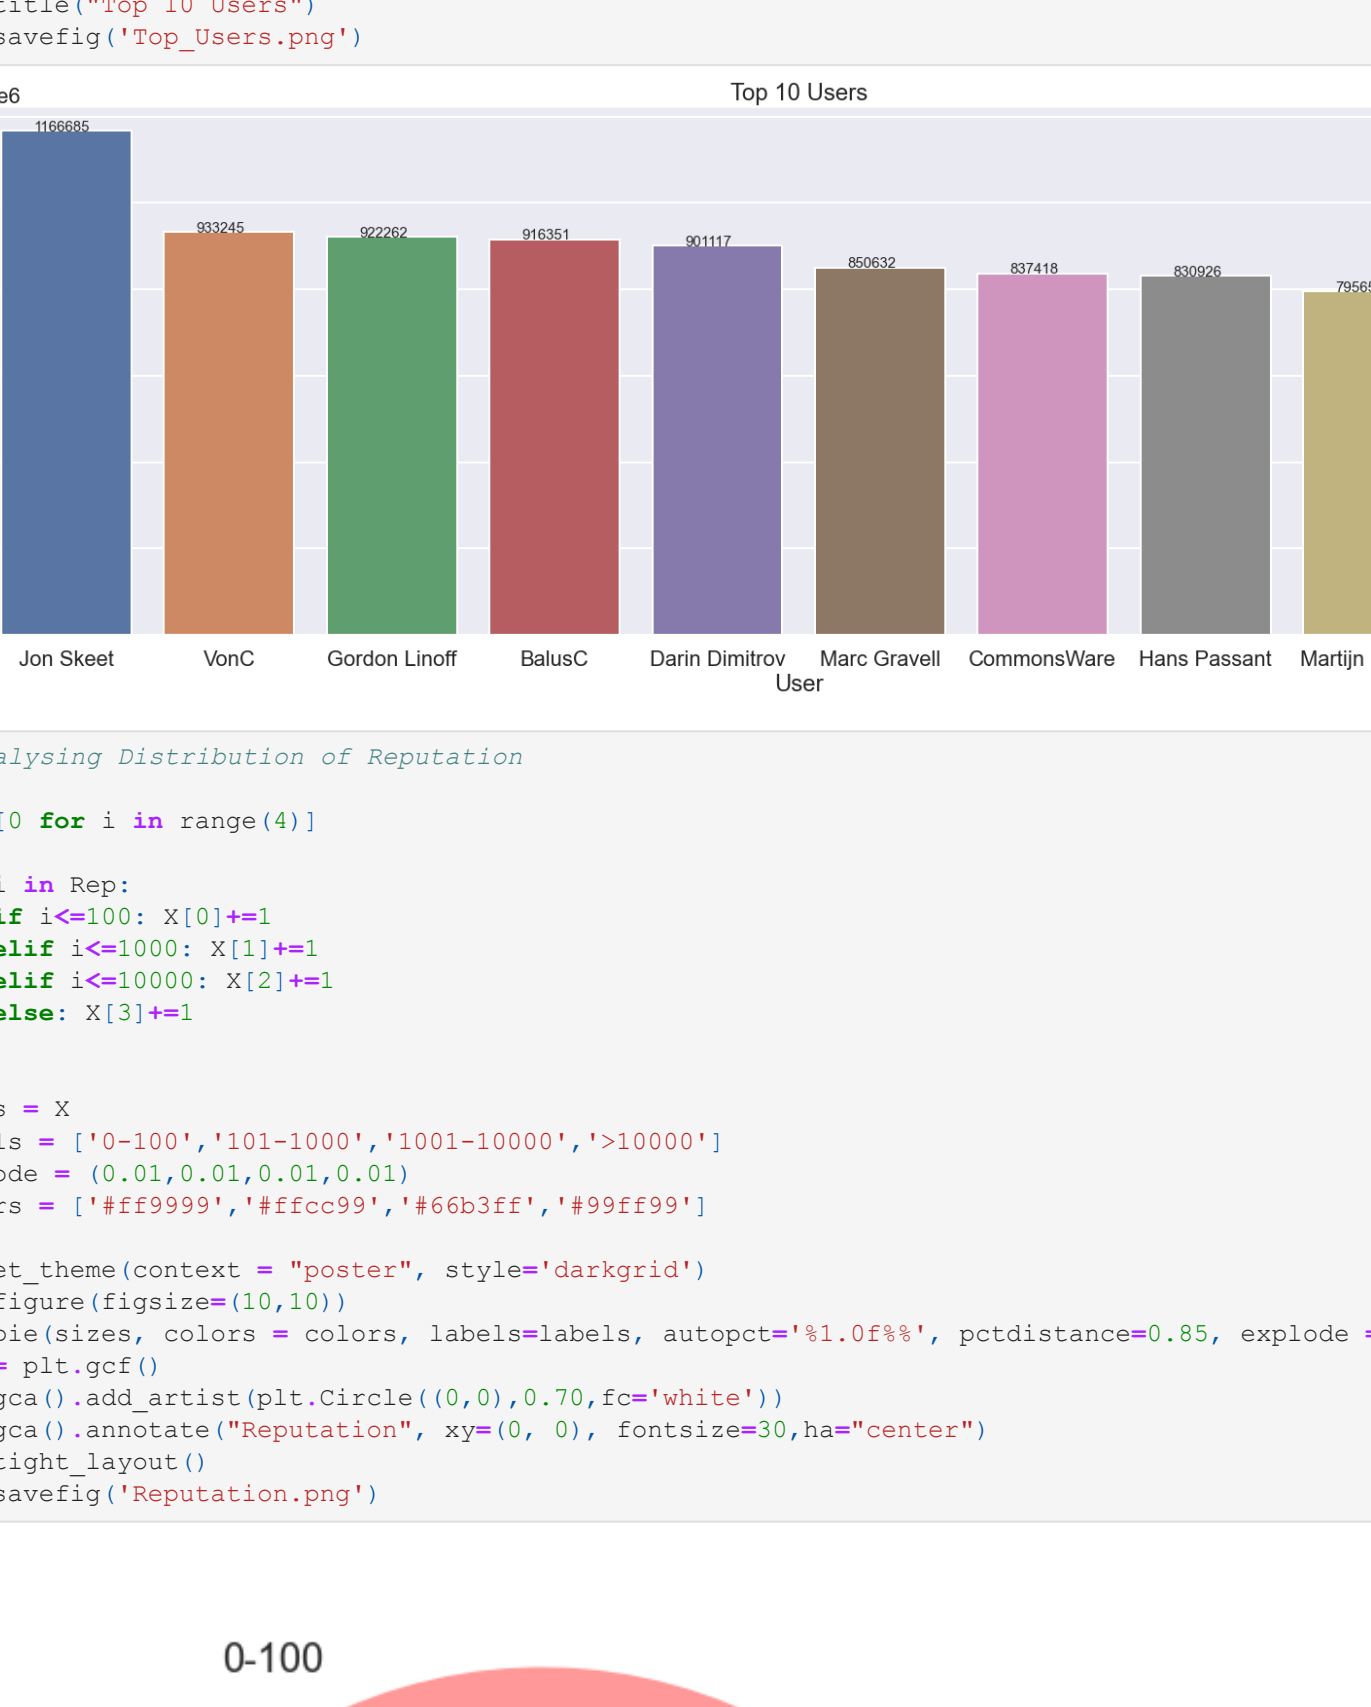 title("Top 10 Users")
savefig('Top_Users.png')
e6
Top 10 Users
1166685
933245
922262
916351
901117
850632
837418
830926
79565
Jon Skeet VonC Gordon Linoff BalusC Darin Dimitrov Marc Gravell CommonsWare Hans Passant Martijn
User
alysing Distribution of Reputation
[0 for i in range(4)]
i in Rep:
if i<=100: X[0]+=1
elif i<=1000: X[1]+=1
elif i<=10000: X[2]+=1
else: X[3]+=1
s = X
ls = ['0-100','101-1000','1001-10000','>10000']
ode = (0.01,0.01,0.01,0.01)
rs = ['#ff9999','#ffcc99','#66b3ff','#99ff99']
et_theme(context = "poster", style='darkgrid')
figure(figsize=(10,10))
pie(sizes, colors = colors, labels=labels, autopct='%1.0f%%', pctdistance=0.85, explode =
= plt.gcf()
gca().add_artist(plt.Circle((0,0),0.70,fc='white'))
gca().annotate("Reputation", xy=(0, 0), fontsize=30,ha="center")
tight_layout()
savefig('Reputation.png')
0-100